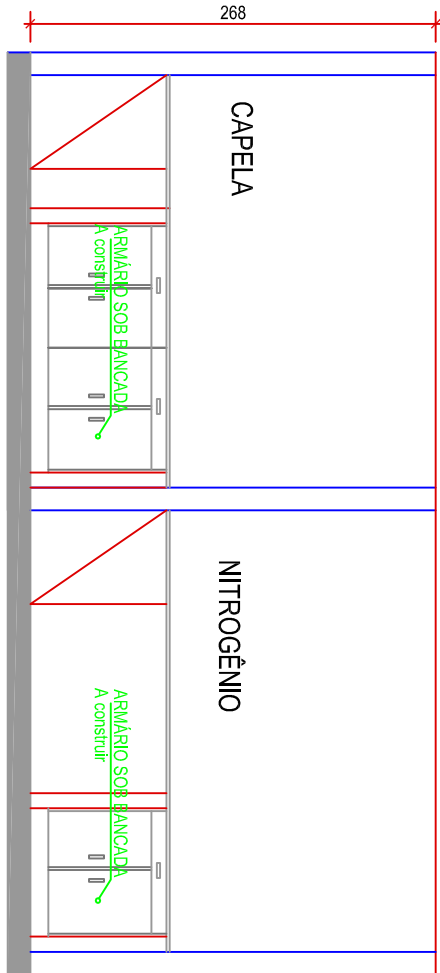 268
CAPELA
ARMÁRIO SOB BANCADA
A construir
NITROGÊNIO
ARMÁRIO SOB BANCADA
A construir